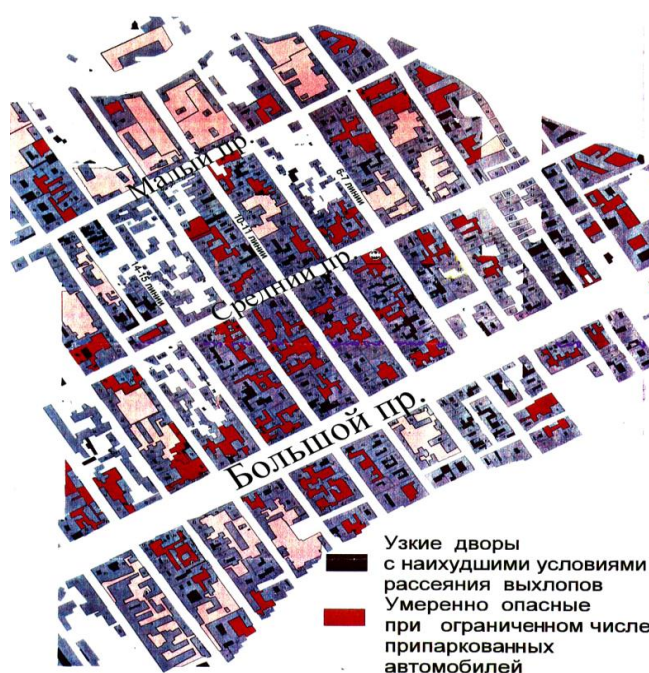 Малый пр.
6-7 линии
10-11 линии
14-15 линии
Средний пр.
Большой пр.
Узкие дворы
с наихудшими условиями
рассеяния выхлопов
Умеренно опасные
при ограниченном числе
припаркованных
автомобилей